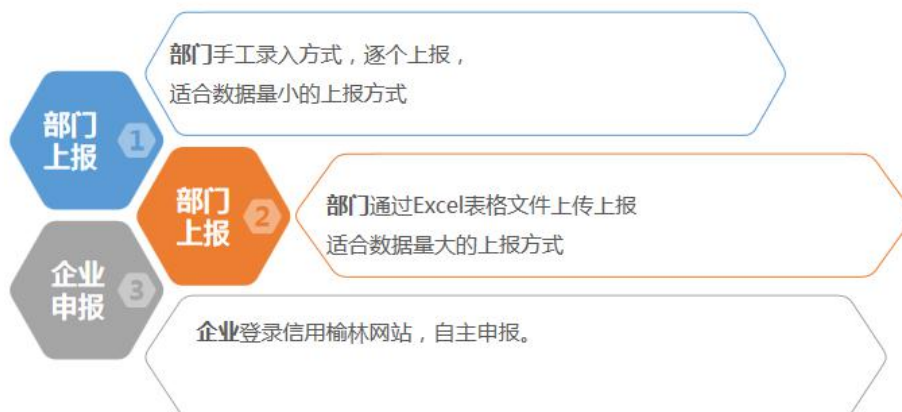 部门手工录入方式，逐个上报，
适合数据量小的上报方式
部门
上报
1
部门
上报
2
部门通过Excel表格文件上传上报
适合数据量大的上报方式
企业
申报
3
企业登录信用榆林网站，自主申报。